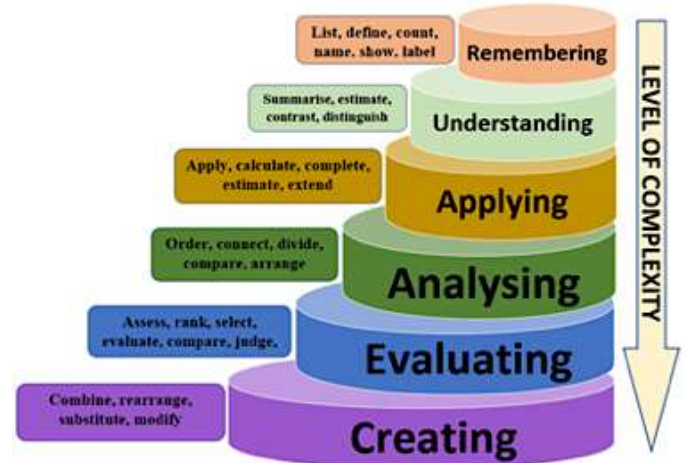 List, define, count,
name. show. label
Remembering
Summarise, estimate,
contrast, distinguish
Understanding
Apply, calculate, complete,
estimate, extend
Applying
Order, connect, divide,
compare, arrange
Analysing
Assess, rank, select,
evaluate, compare, judge,
Evaluating
Combine, rearrange,
substitute, modify
Creating
LEVEL OF COMPLEXITY